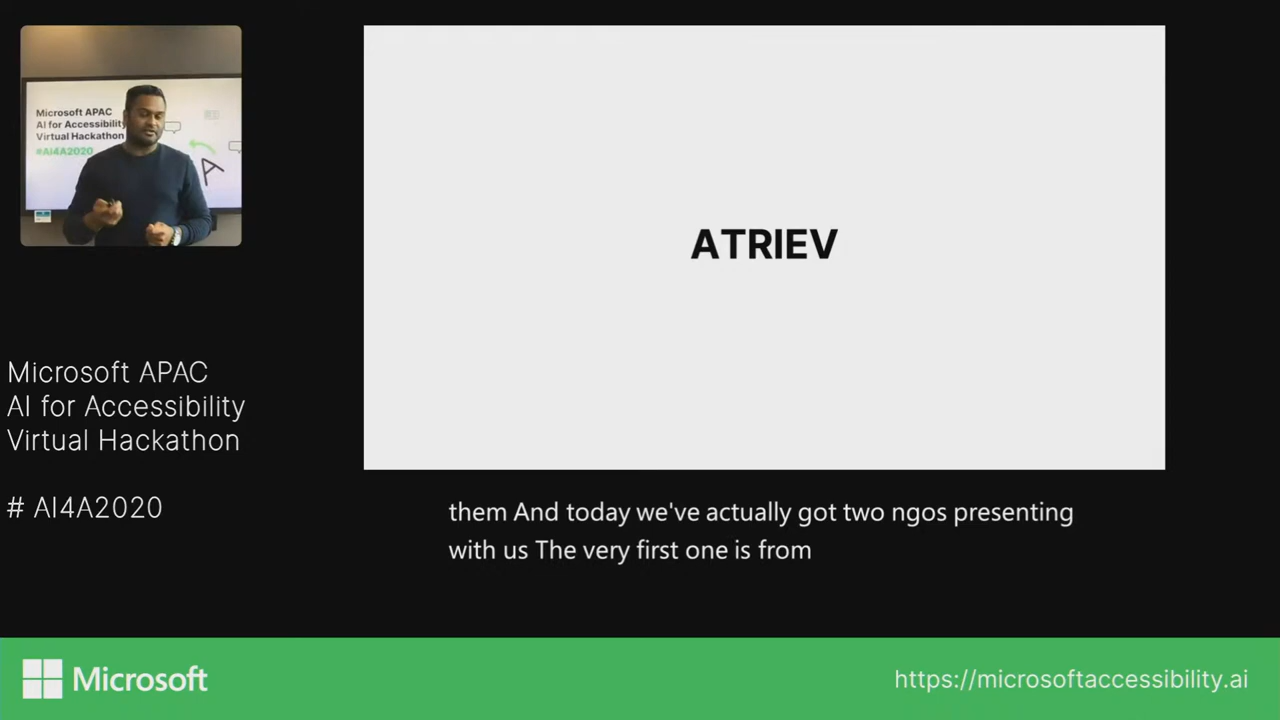 Microsoft APAC
AI for Accessibility
Virtual Hackathon
#AI4A2020
A
ATRIEV
Microsoft APAC
AI for Accessibility
Virtual Hackathon
# AI4A2020
them And today we've actually got two ngos presenting
with us The very first one is from
Microsoft
https://microsoftaccessibility.ai